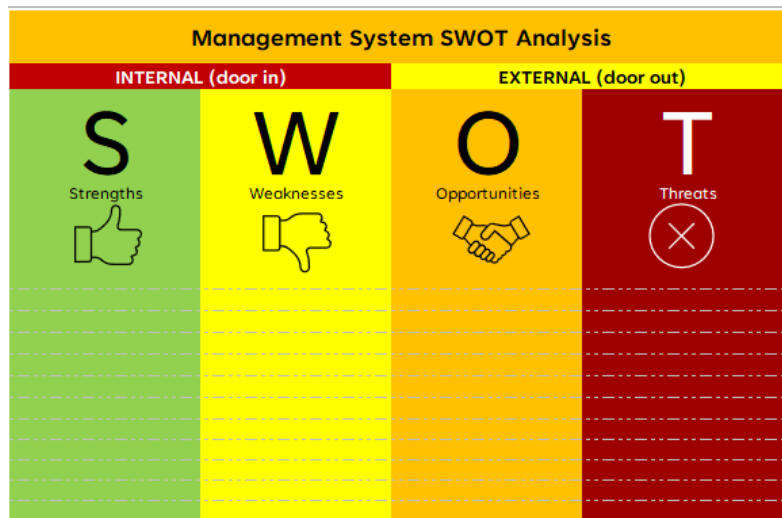 Management System SWOT Analysis
INTERNAL (door in) EXTERNAL (door out)
S W O T
Strengths Weaknesses Opportunities Threats